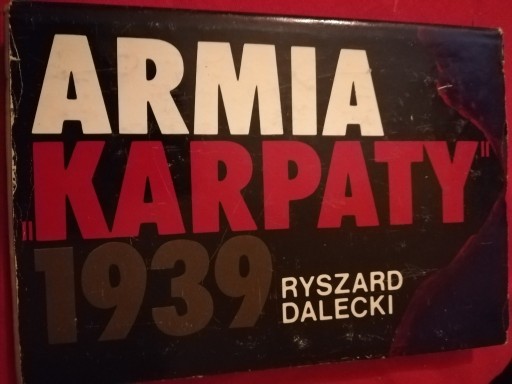 ARMIA
„KARPATY"
1939
RYSZARD
DALECKI